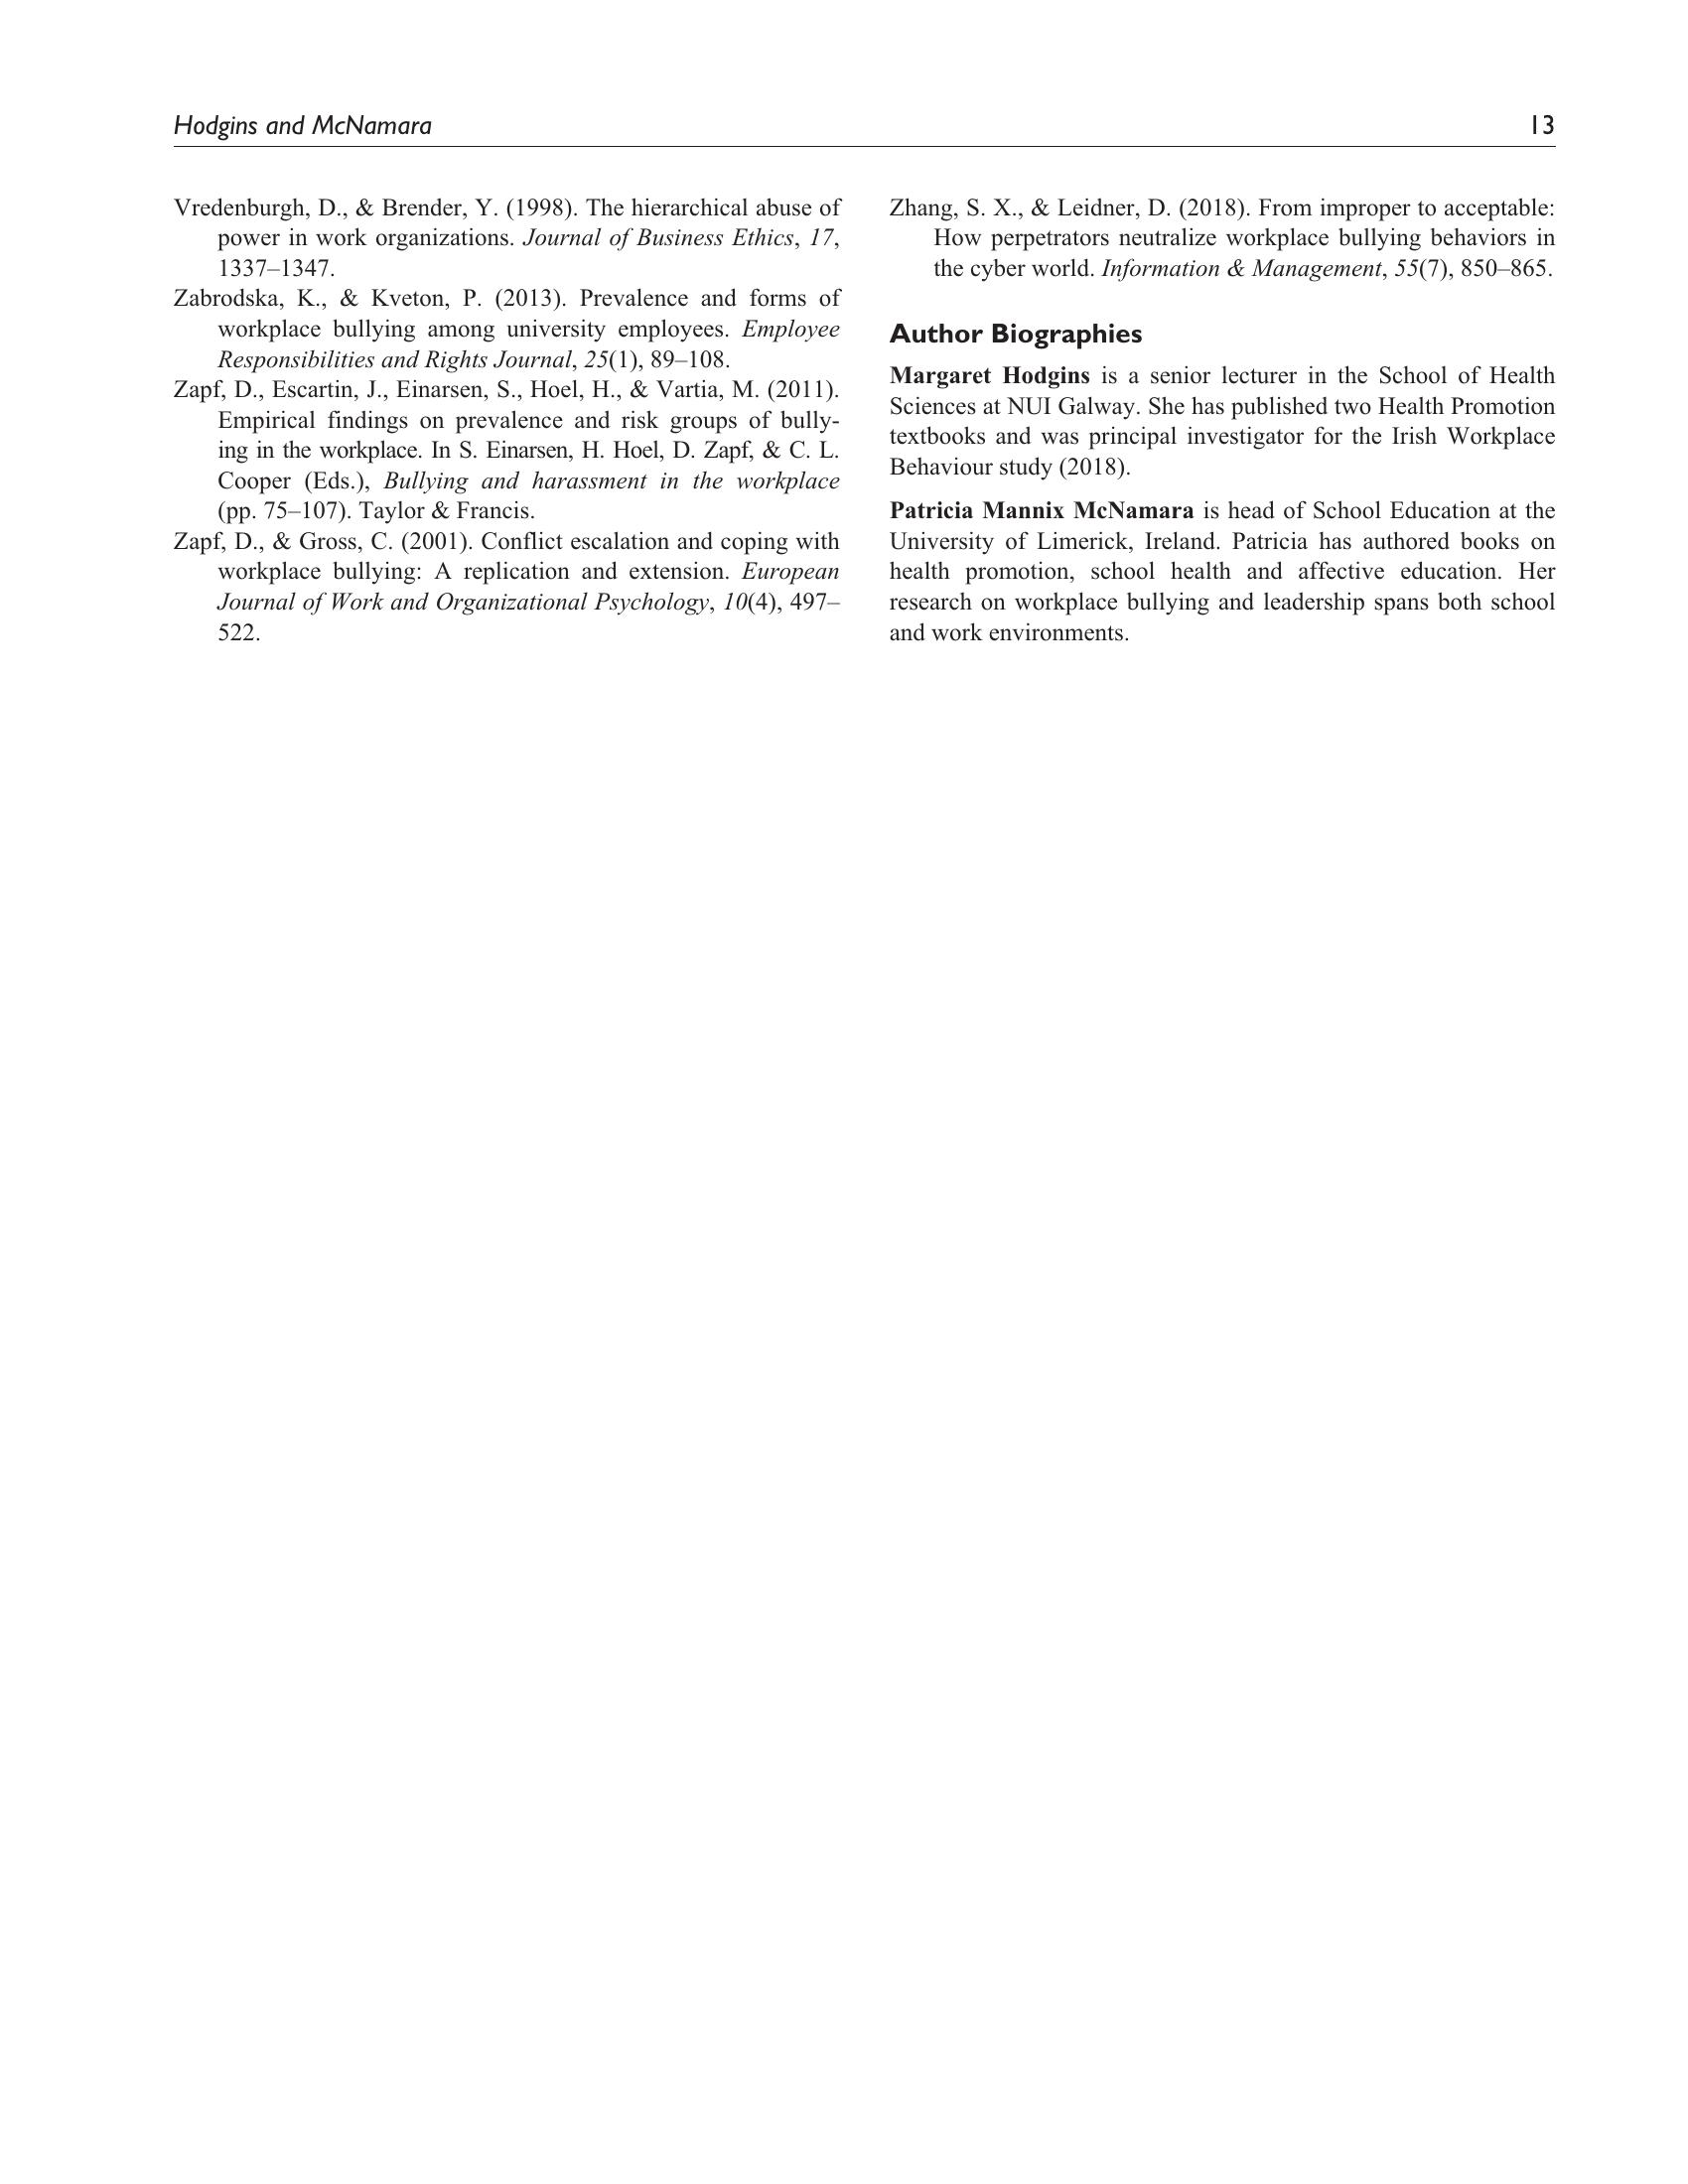 Hodgins and McNamara 13
Vredenburgh, D., & Brender, Y. (1998). The hierarchical abuse of
power in work organizations. Journal of Business Ethics, 17,
1337–1347.
Zabrodska, K., & Kveton, P. (2013). Prevalence and forms of
workplace bullying among university employees. Employee
Responsibilities and Rights Journal, 25(1), 89–108.
Zapf, D., Escartin, J., Einarsen, S., Hoel, H., & Vartia, M. (2011).
Empirical findings on prevalence and risk groups of bully-
ing in the workplace. In S. Einarsen, H. Hoel, D. Zapf, & C. L.
Cooper (Eds.), Bullying and harassment in the workplace
(pp. 75–107). Taylor & Francis.
Zapf, D., & Gross, C. (2001). Conflict escalation and coping with
workplace bullying: A replication and extension. European
Journal of Work and Organizational Psychology, 10(4), 497–
522.
Zhang, S. X., & Leidner, D. (2018). From improper to acceptable:
How perpetrators neutralize workplace bullying behaviors in
the cyber world. Information & Management, 55(7), 850–865.
Author Biographies
Margaret Hodgins is a senior lecturer in the School of Health
Sciences at NUI Galway. She has published two Health Promotion
textbooks and was principal investigator for the Irish Workplace
Behaviour study (2018).
Patricia Mannix McNamara is head of School Education at the
University of Limerick, Ireland. Patricia has authored books on
health promotion, school health and affective education. Her
research on workplace bullying and leadership spans both school
and work environments.